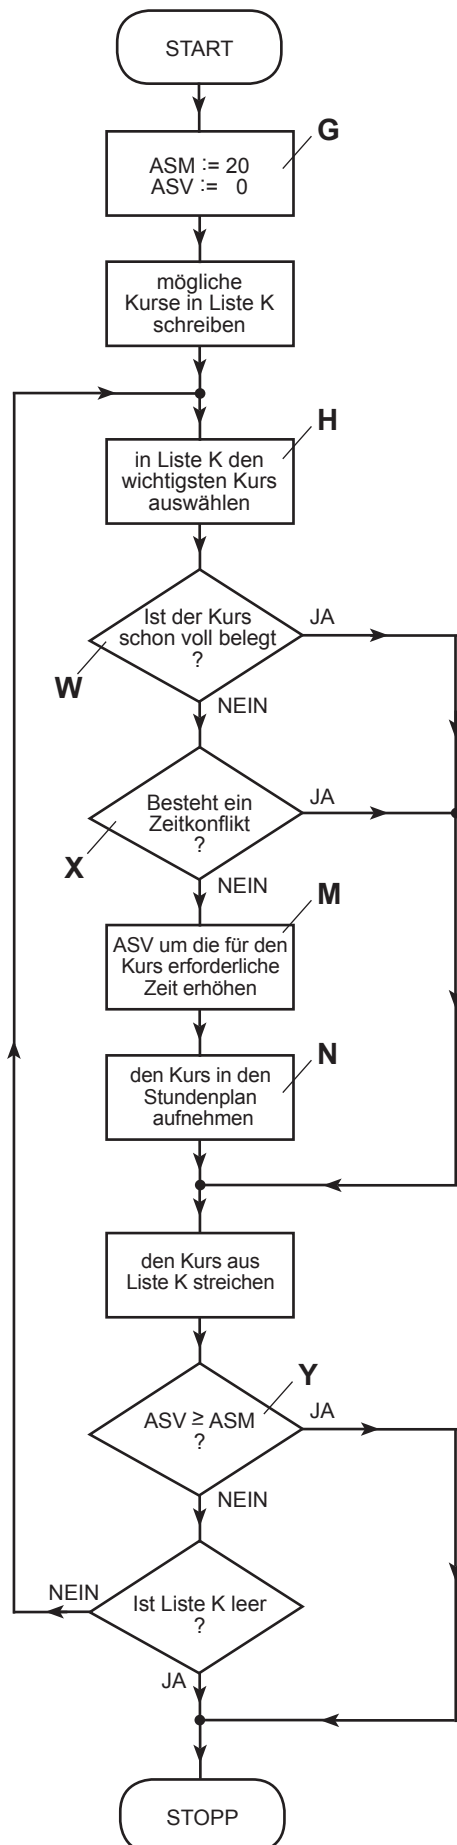 START
G
ASM := 20
ASV := 0
mögliche
Kurse in Liste K
schreiben
H
in Liste K den
wichtigsten Kurs
auswählen
Ist der Kurs
schon voll belegt
?
JA
W
NEIN
Besteht ein
Zeitkonflikt
?
JA
X
NEIN
M
ASV um die für den
Kurs erforderliche
Zeit erhöhen
N
den Kurs in den
Stundenplan
aufnehmen
den Kurs aus
Liste K streichen
Y
ASV ≥ ASM
?
JA
NEIN
Ist Liste K leer
?
NEIN
JA
STOPP